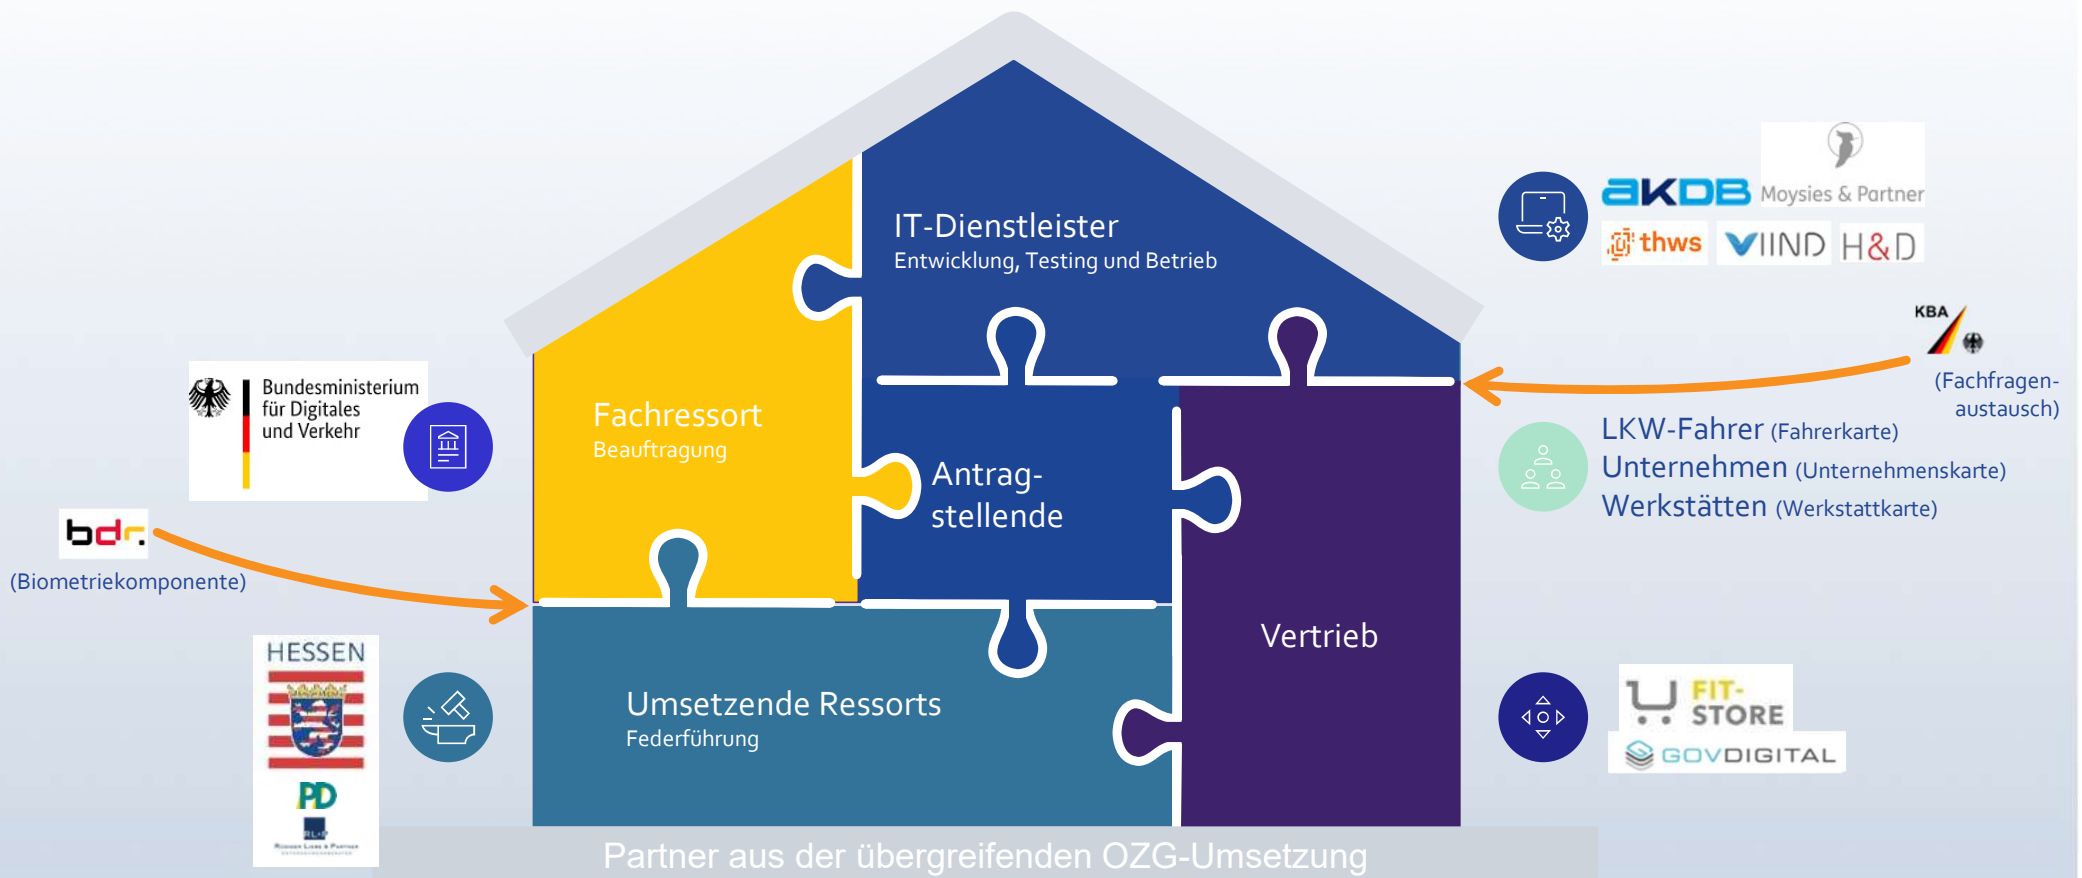 IT-Dienstleister
Entwicklung, Testing und Betrieb
Fachressort
Beauftragung
Antrag-
stellende
Vertrieb
Umsetzende Ressorts
Federführung
Partner aus der übergreifenden OZG-Umsetzung
Bundesministerium
für Digitales
und Verkehr
bdr.
(Biometriekomponente)
HESSEN
PD
RL+P
AKDB
Moysies & Partner
thws
VIIND
H&D
KBA
(Fachfragen-
austausch)
LKW-Fahrer (Fahrerkarte)
Unternehmen (Unternehmenskarte)
Werkstätten (Werkstattkarte)
FIT-
STORE
GOVDIGITAL